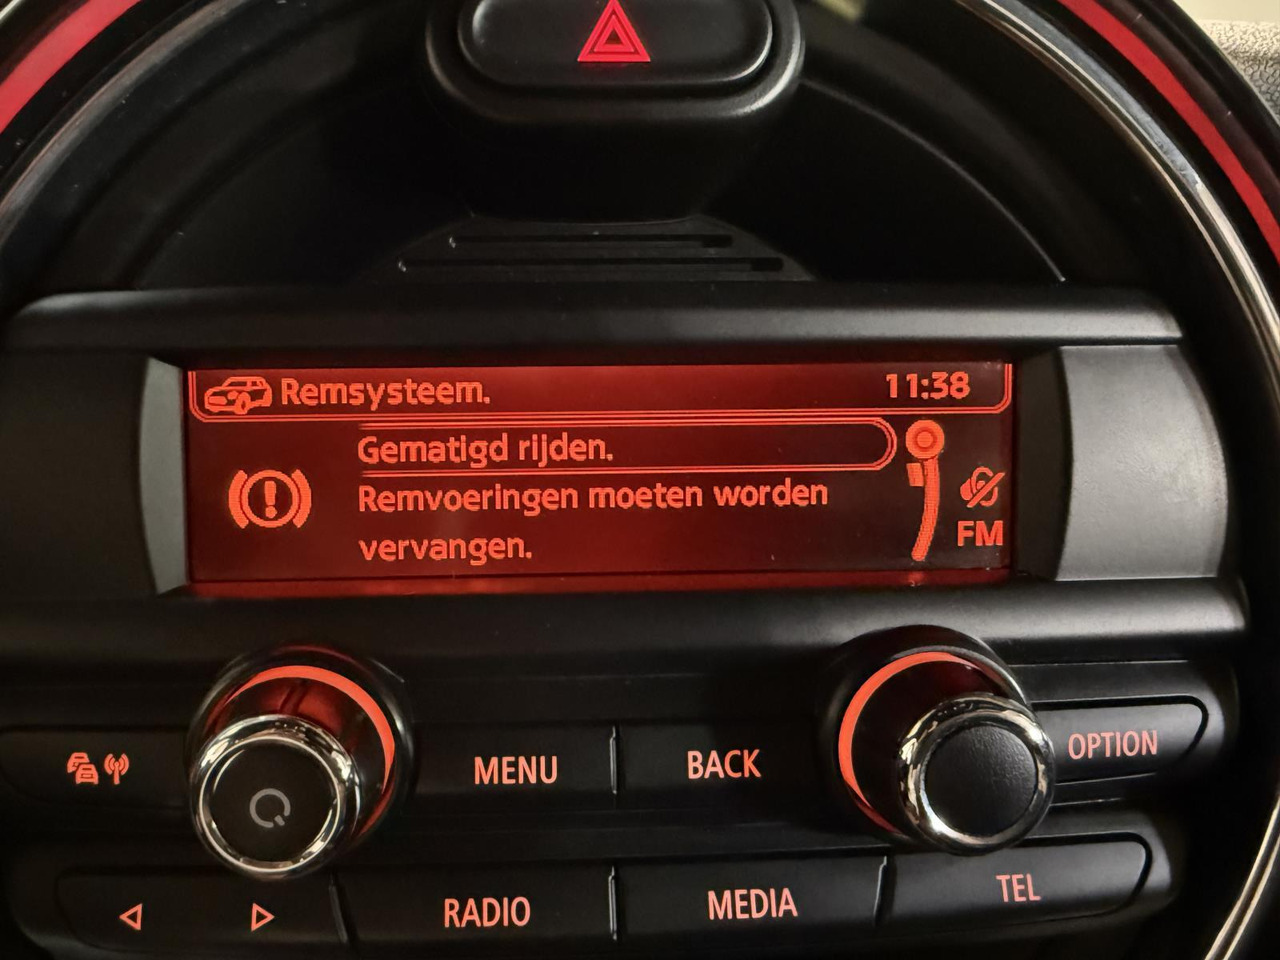 Remsysteem. 11:38
Gematigd rijden.
Remvoeringen moeten worden
vervangen.
FM
MENU BACK OPTION
RADIO MEDIA TEL